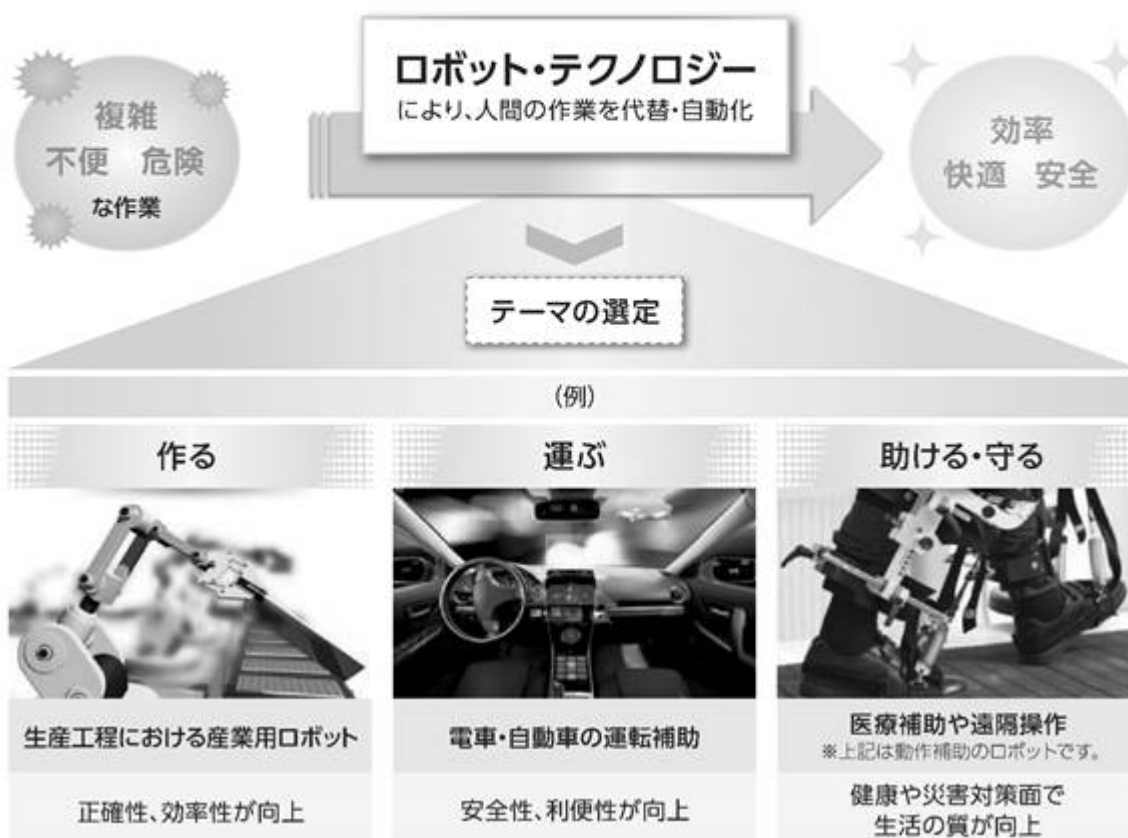 ロボット・テクノロジー
により、人間の作業を代替・自動化
複雑
不便 危険
な作業
効率
快適 安全
テーマの選定
(例)
作る
運ぶ
助ける・守る
生産工程における産業用ロボット
電車・自動車の運転補助
医療補助や遠隔操作
※上記は動作補助のロボットです。
正確性、効率性が向上
安全性、利便性が向上
健康や災害対策面で
生活の質が向上